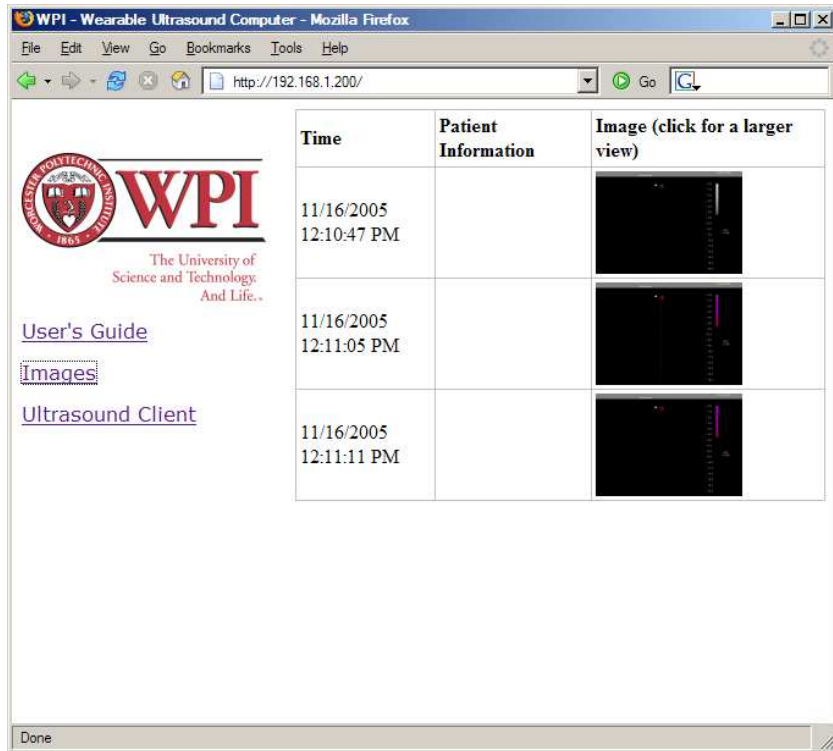 WPI - Wearable Ultrasound Computer - Mozilla Firefox
File Edit View Go Bookmarks Tools Help
http://192.168.1.200/ Go G
WORCESTER POLYTECHNIC INSTITUTE
1865
WPI
The University of
Science and Technology.
And Life.
User's Guide
Images
Ultrasound Client
Time Patient Information Image (click for a larger view)
11/16/2005
12:10:47 PM
11/16/2005
12:11:05 PM
11/16/2005
12:11:11 PM
Done